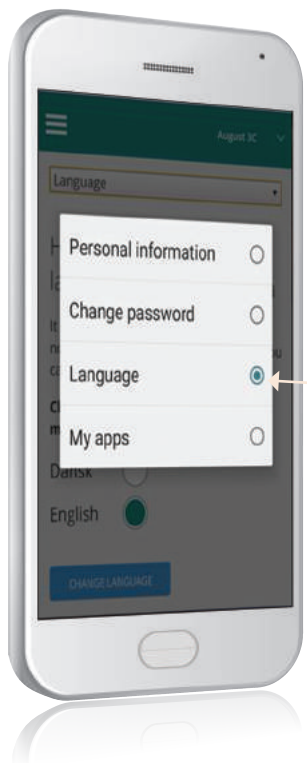 August 3C
Language
Personal information
Change password
Language
My apps
Dansk
English
CHANGE LANGUAGE